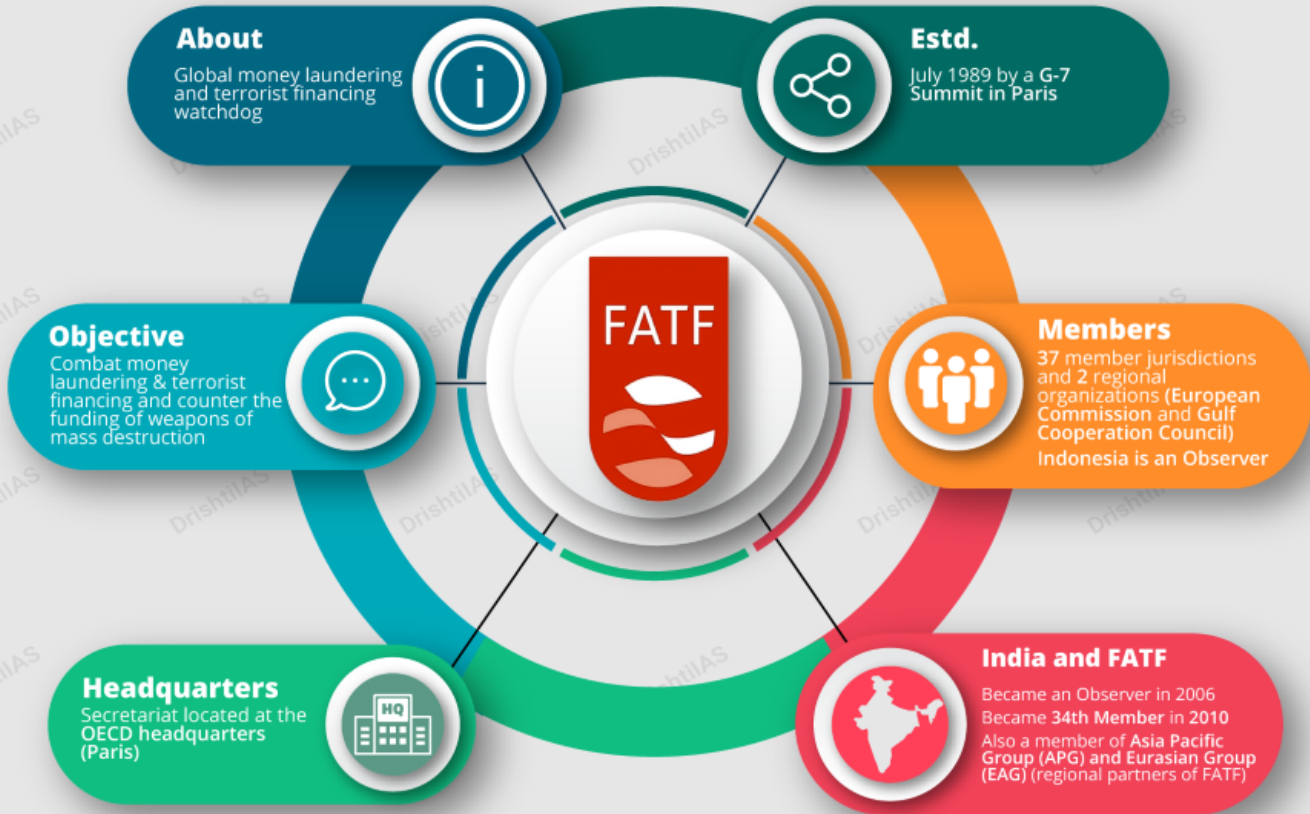 About
Global money laundering
and terrorist financing
watchdog
i
Estd.
July 1989 by a G-7
Summit in Paris
FATF
Objective
Combat money
laundering & terrorist
financing and counter the
funding of weapons of
mass destruction
Members
37 member jurisdictions
and 2 regional
organizations (European
Commission and Gulf
Cooperation Council)
Indonesia is an Observer
Headquarters
Secretariat located at the
OECD headquarters
(Paris)
HQ
India and FATF
Became an Observer in 2006
Became 34th Member in 2010
Also a member of Asia Pacific
Group (APG) and Eurasian Group
(EAG) (regional partners of FATF)
DrishtiIAS
DrishtiIAS
DrishtiIAS